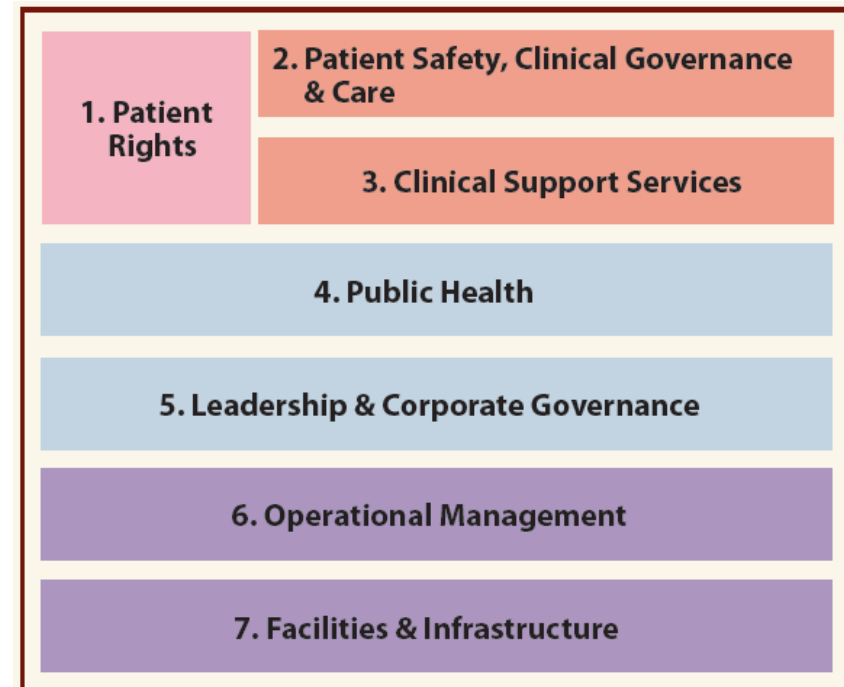 1. Patient
Rights
2. Patient Safety, Clinical Governance
& Care
3. Clinical Support Services
4. Public Health
5. Leadership & Corporate Governance
6. Operational Management
7. Facilities & Infrastructure